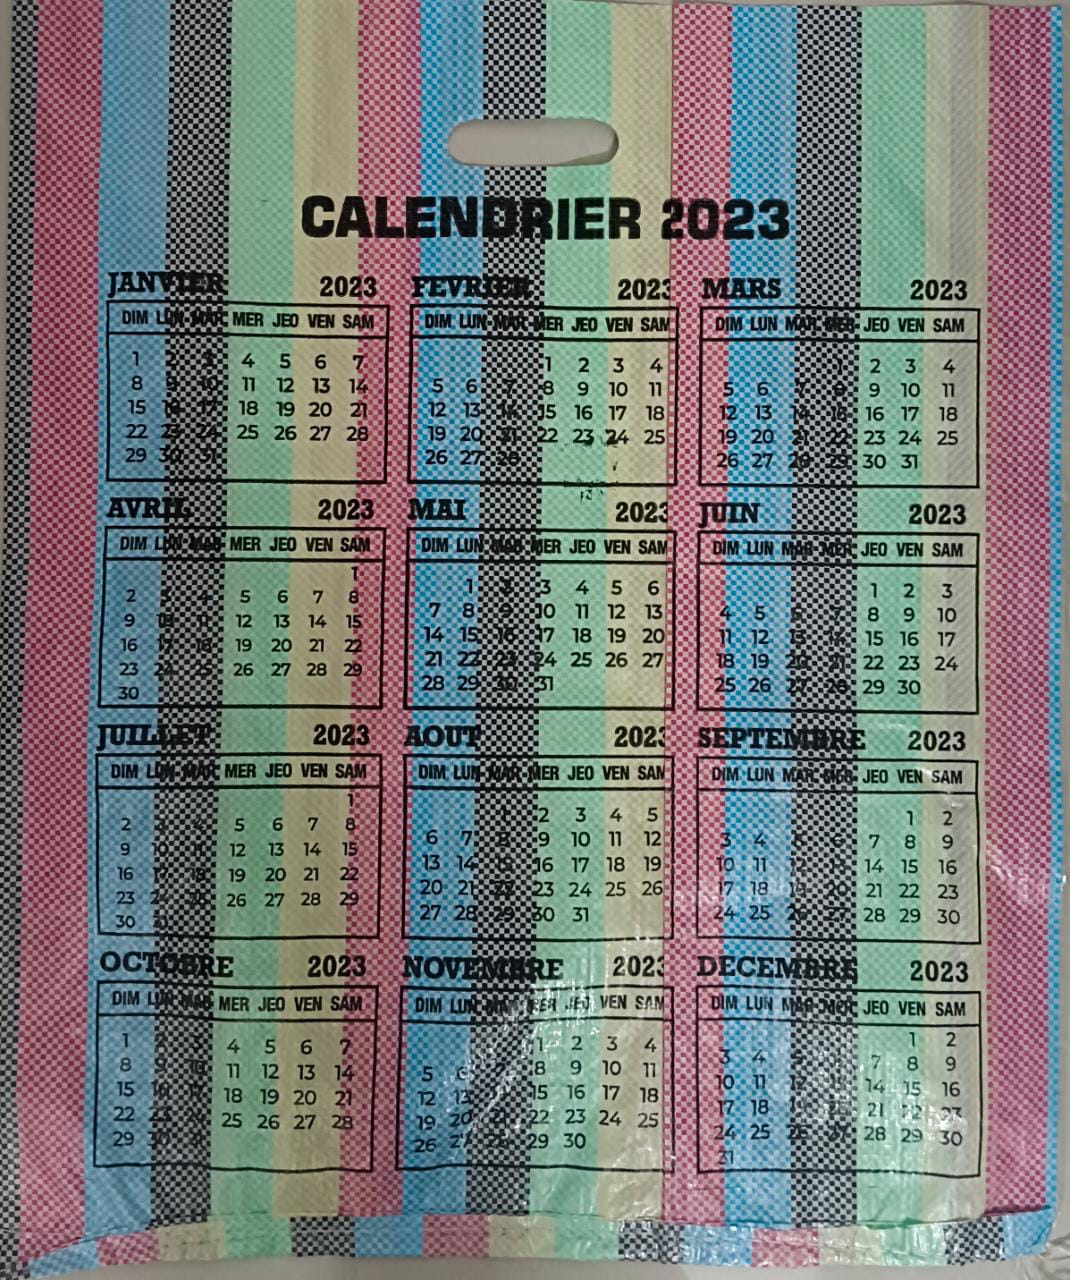 CALENDRIER 2023
JANVIER 2023
DIM LUN MAR MER JEO VEN SAM
1 2 3 4 5 6 7
8 9 10 11 12 13 14
15 16 17 18 19 20 21
22 23 24 25 26 27 28
29 30 31
FEVRIER 2023
DIM LUN MAR MER JEO VEN SAM
1 2 3 4
5 6 7 8 9 10 11
12 13 14 15 16 17 18
19 20 21 22 23 24 25
26 27 28
MARS 2023
DIM LUN MAR MER JEO VEN SAM
1 2 3 4
5 6 7 8 9 10 11
12 13 14 15 16 17 18
19 20 21 22 23 24 25
26 27 28 29 30 31
AVRIL 2023
DIM LUN MAR MER JEO VEN SAM
1
2 3 4 5 6 7 8
9 10 11 12 13 14 15
16 17 18 19 20 21 22
23 24 25 26 27 28 29
30
MAI 2023
DIM LUN MAR MER JEO VEN SAM
1 2 3 4 5 6
7 8 9 10 11 12 13
14 15 16 17 18 19 20
21 22 23 24 25 26 27
28 29 30 31
JUIN 2023
DIM LUN MAR MER JEO VEN SAM
1 2 3
4 5 6 7 8 9 10
11 12 13 14 15 16 17
18 19 20 21 22 23 24
25 26 27 28 29 30
JUILLET 2023
DIM LUN MAR MER JEO VEN SAM
1
2 3 4 5 6 7 8
9 10 11 12 13 14 15
16 17 18 19 20 21 22
23 24 25 26 27 28 29
30 31
AOUT 2023
DIM LUN MAR MER JEO VEN SAM
1 2 3 4 5
6 7 8 9 10 11 12
13 14 15 16 17 18 19
20 21 22 23 24 25 26
27 28 29 30 31
SEPTEMBRE 2023
DIM LUN MAR MER JEO VEN SAM
1 2
3 4 5 6 7 8 9
10 11 12 13 14 15 16
17 18 19 20 21 22 23
24 25 26 27 28 29 30
OCTOBRE 2023
DIM LUN MAR MER JEO VEN SAM
1 2 3 4 5 6 7
8 9 10 11 12 13 14
15 16 17 18 19 20 21
22 23 24 25 26 27 28
29 30 31
NOVEMBRE 2023
DIM LUN MAR MER JEO VEN SAM
1 2 3 4
5 6 7 8 9 10 11
12 13 15 16 17 18
19 20 21 22 23 24 25
26 27 28 29 30
DECEMBRE 2023
DIM LUN MAR MER JEO VEN SAM
1 2
3 4 5 7 8 9
10 11 12 13 14 15 16
17 18 19 20 21 22 23
24 25 26 27 28 29 30
31